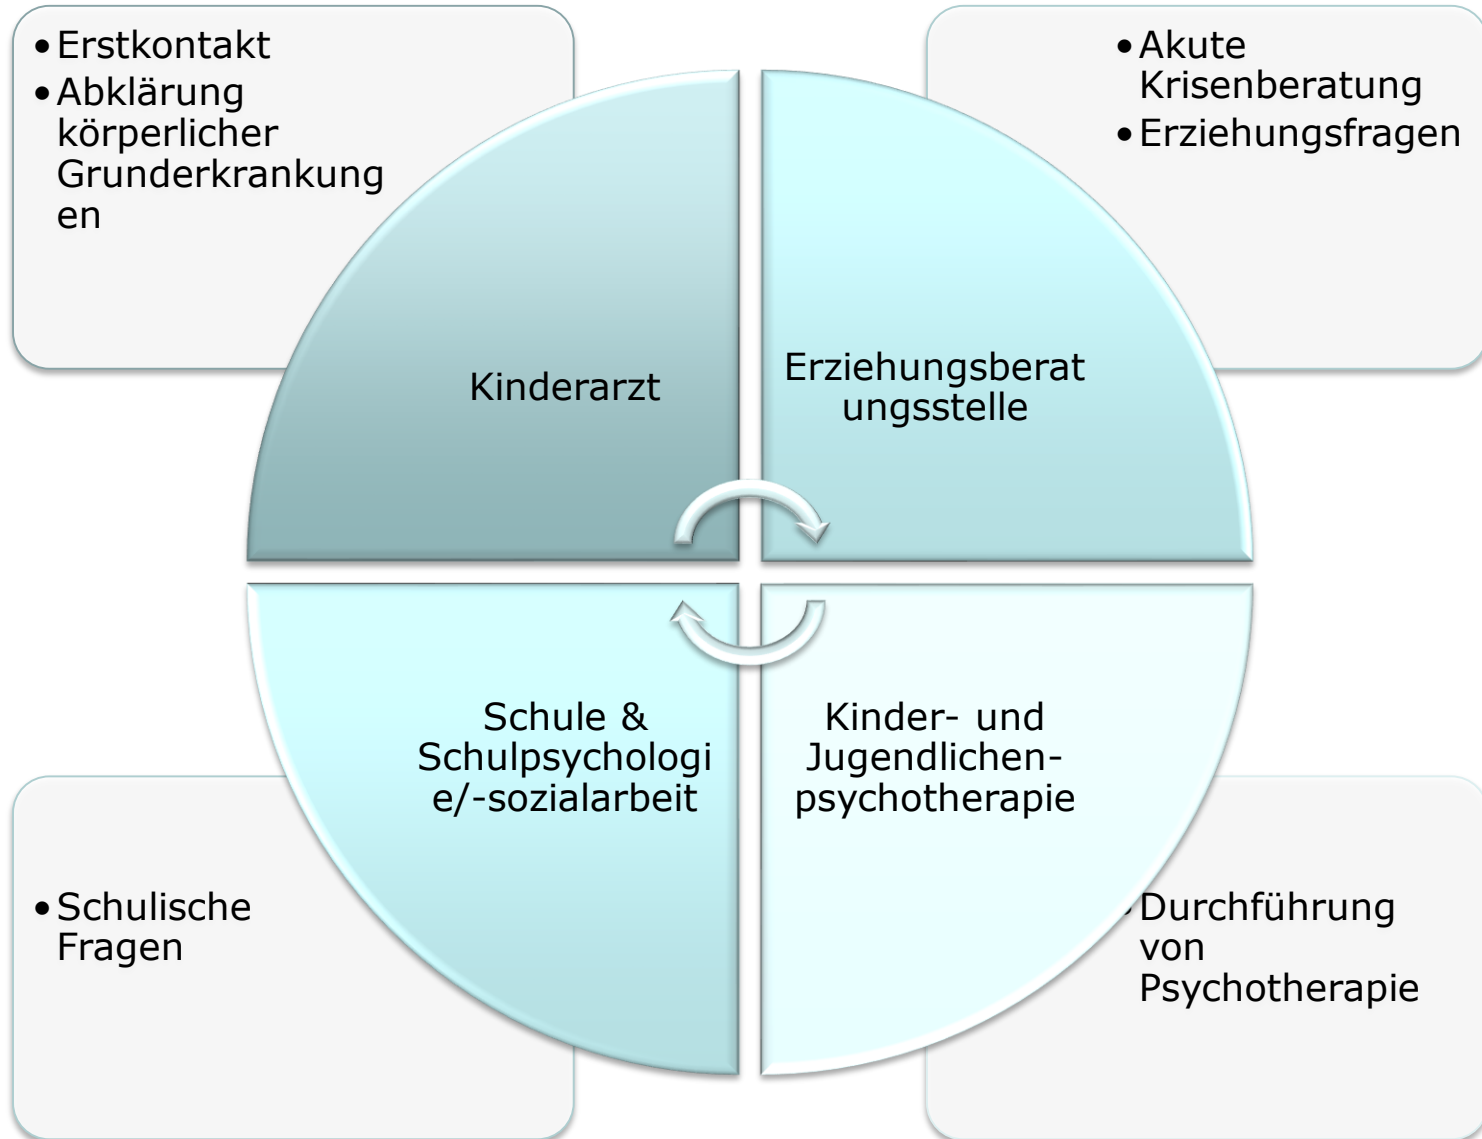 • Erstkontakt
• Abklärung
körperlicher
Grunderkrankung
en
• Akute
Krisenberatung
• Erziehungsfragen
Kinderarzt
Erziehungsberat
ungsstelle
Schule &
Schulpsychologi
e/-sozialarbeit
Kinder- und
Jugendlichen-
psychotherapie
• Schulische
Fragen
• Durchführung
von
Psychotherapie